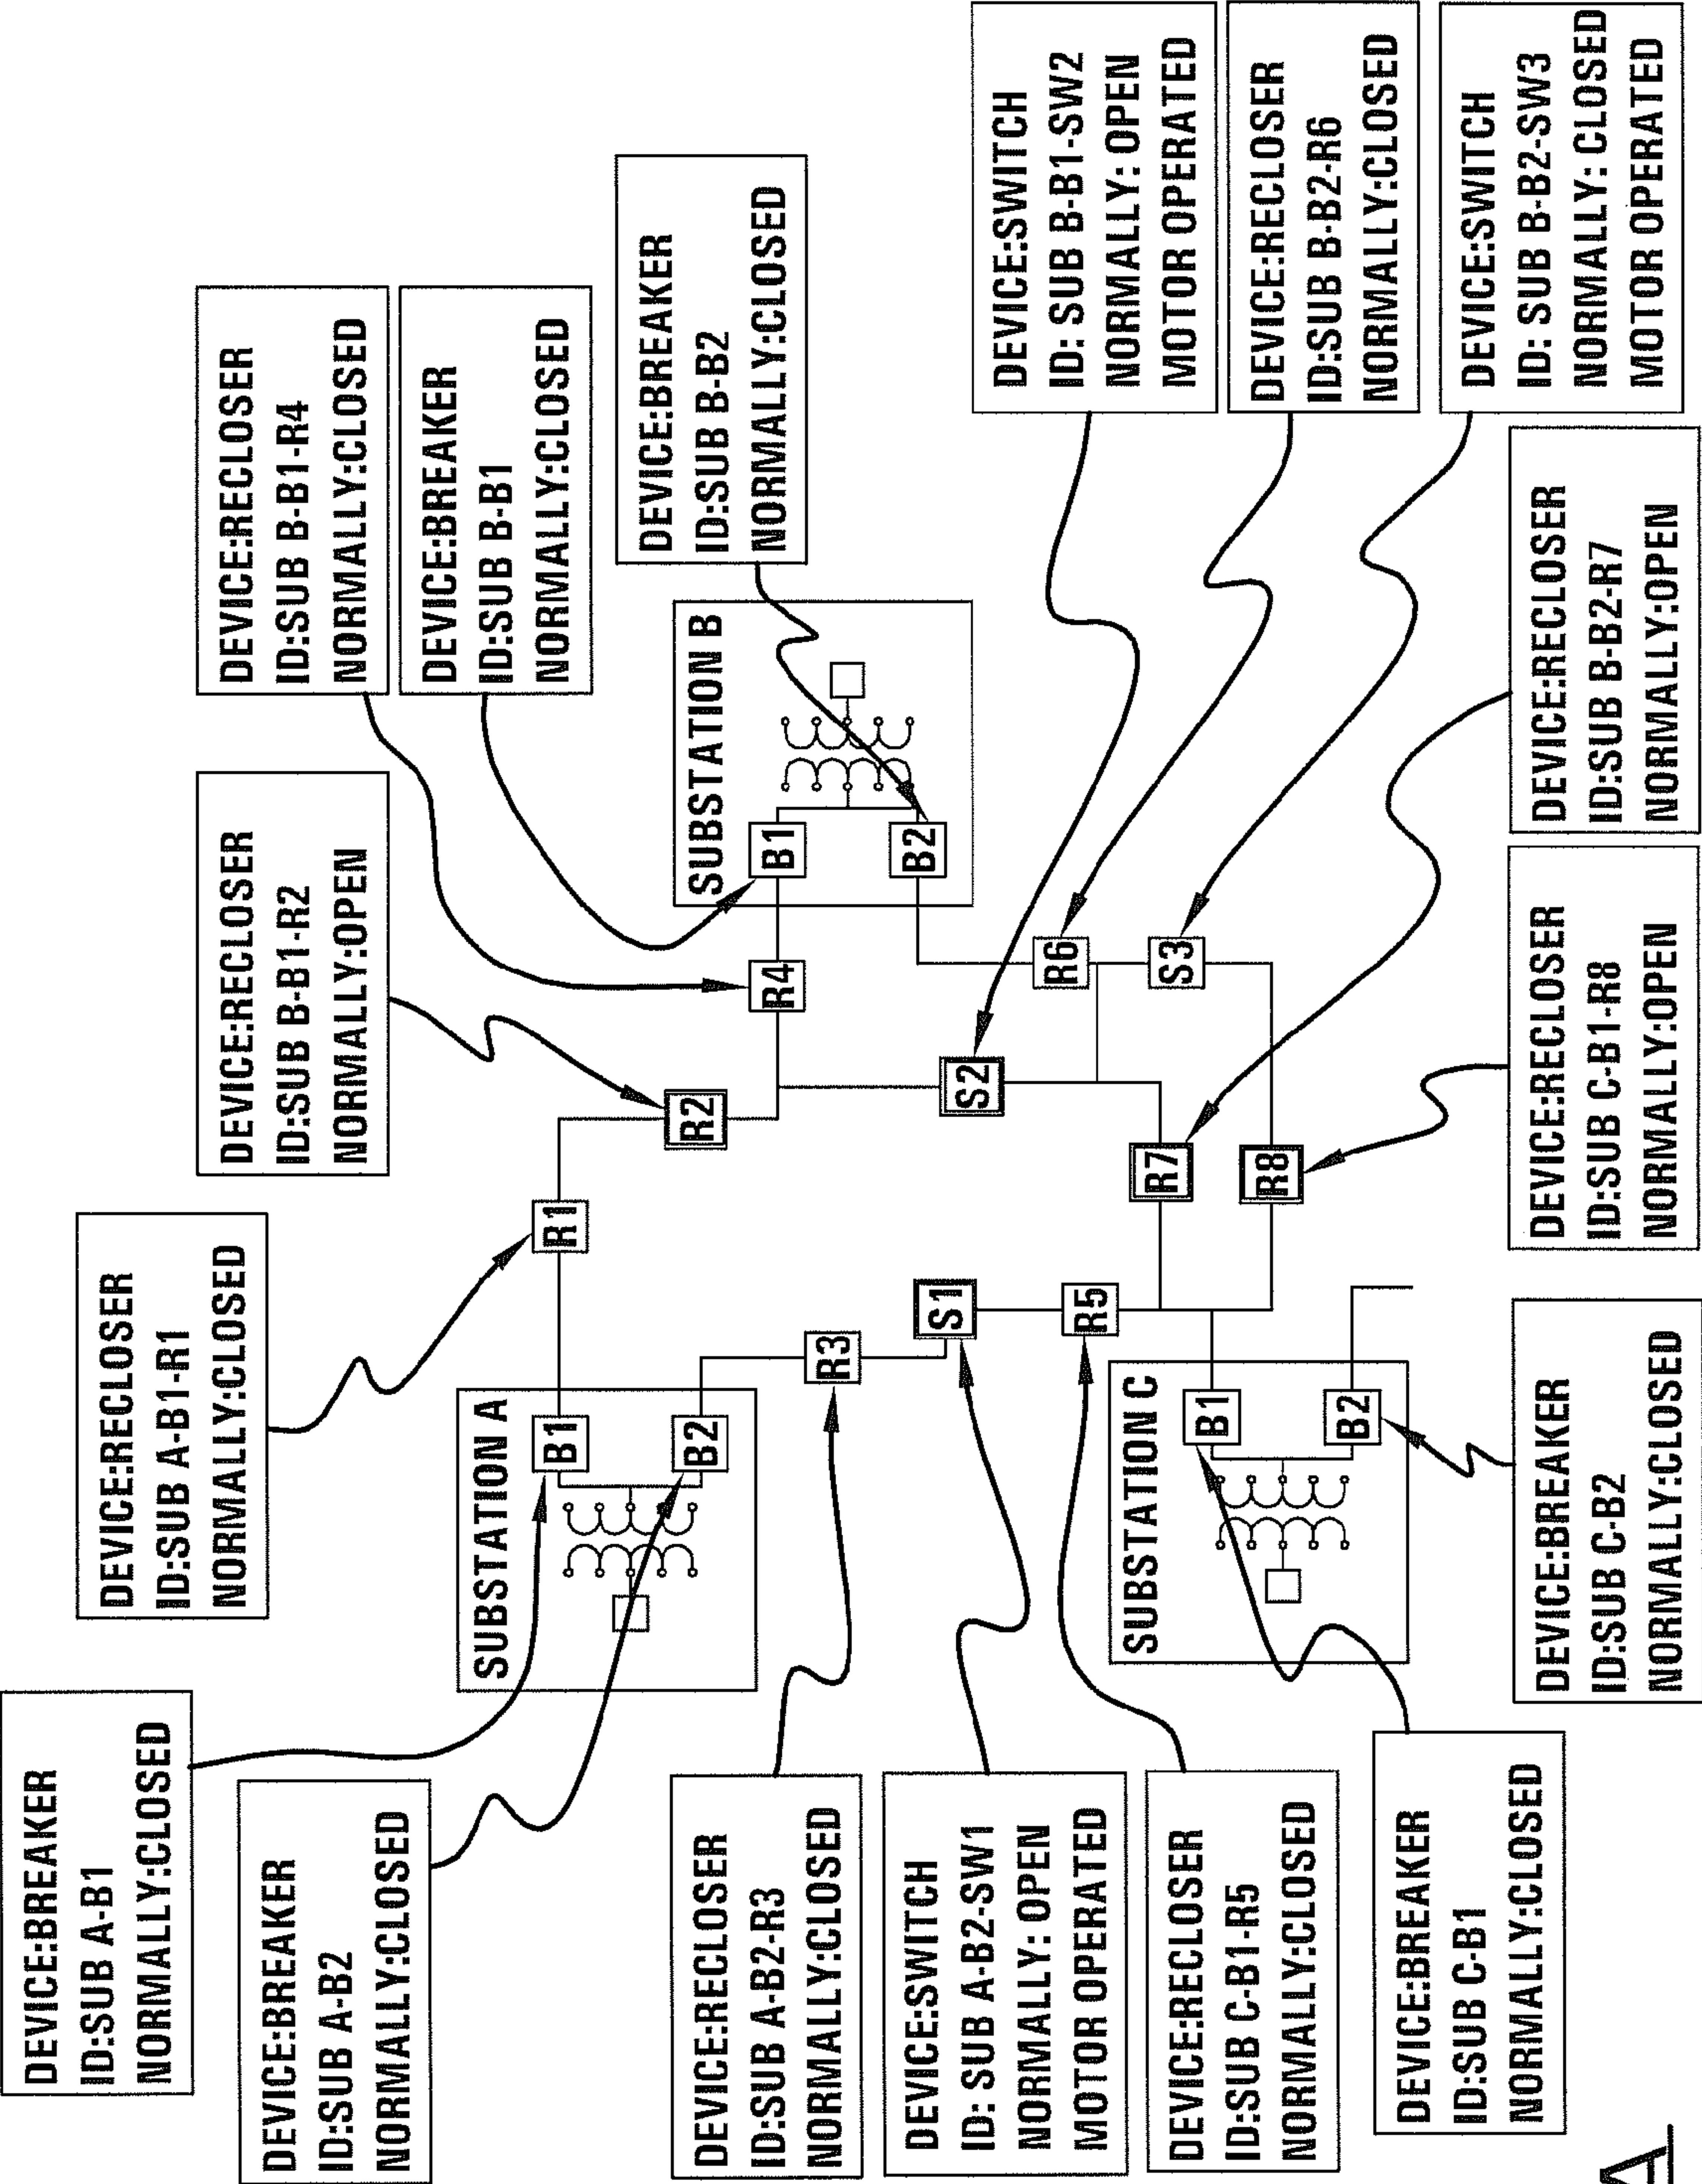 DEVICE:BREAKER
ID:SUB A-B1
NORMALLY:CLOSED
DEVICE:BREAKER
ID:SUB A-B2
NORMALLY:CLOSED
DEVICE:RECLOSER
ID:SUB A-B2-R3
NORMALLY:CLOSED
DEVICE:SWITCH
ID: SUB A-B2-SW1
NORMALLY: OPEN
MOTOR OPERATED
DEVICE:RECLOSER
ID:SUB C-B1-R5
NORMALLY:CLOSED
DEVICE:BREAKER
ID:SUB C-B1
NORMALLY:CLOSED
DEVICE:RECLOSER
ID:SUB A-B1-R1
NORMALLY:CLOSED
SUBSTATION A
B1
B2
R3
S1
R5
SUBSTATION C
B1
B2
DEVICE:BREAKER
ID:SUB C-B2
NORMALLY:CLOSED
DEVICE:RECLOSER
ID:SUB B-B1-R2
NORMALLY:OPEN
R1
R2
R4
S2
R7
R8
R6
S3
DEVICE:RECLOSER
ID:SUB C-B1-R8
NORMALLY:OPEN
DEVICE:RECLOSER
ID:SUB B-B1-R4
NORMALLY:CLOSED
DEVICE:BREAKER
ID:SUB B-B1
NORMALLY:CLOSED
SUBSTATION B
B1
B2
DEVICE:BREAKER
ID:SUB B-B2
NORMALLY:CLOSED
DEVICE:RECLOSER
ID:SUB B-B2-R7
NORMALLY:OPEN
DEVICE:SWITCH
ID: SUB B-B1-SW2
NORMALLY: OPEN
MOTOR OPERATED
DEVICE:RECLOSER
ID:SUB B-B2-R6
NORMALLY:CLOSED
DEVICE:SWITCH
ID: SUB B-B2-SW3
NORMALLY: CLOSED
MOTOR OPERATED